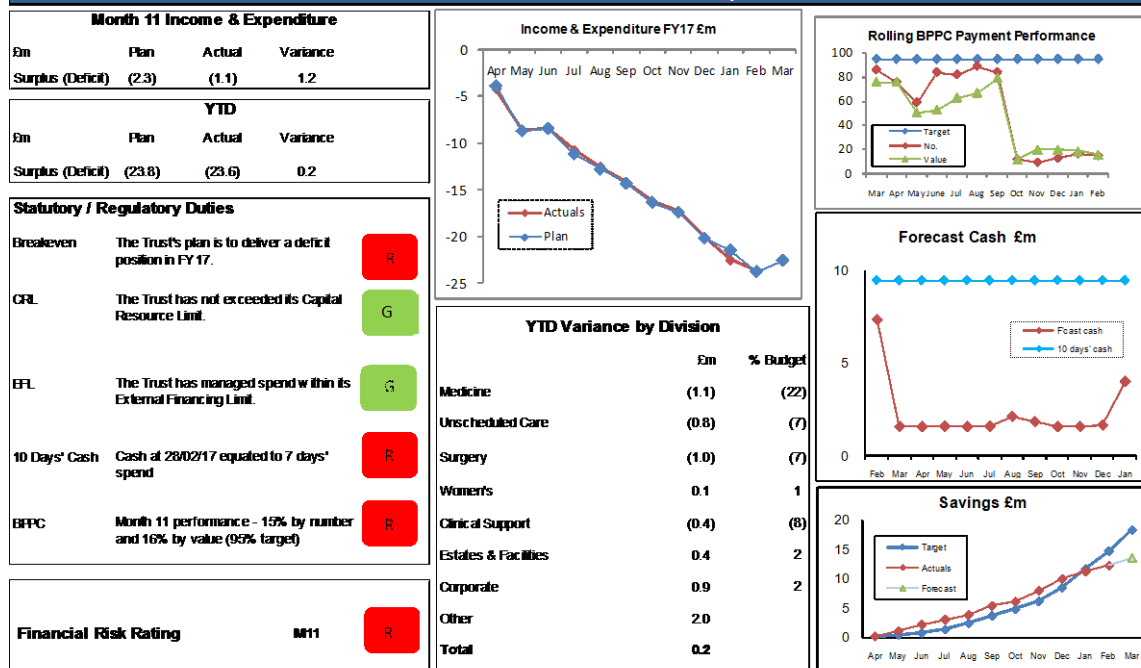 Month 11 Income & Expenditure
£m Plan Actual Variance
Surplus (Deficit) (2.3) (1.1) 1.2
YTD
£m Plan Actual Variance
Surplus (Deficit) (23.8) (23.6) 0.2
Statutory / Regulatory Duties
Breakeven The Trust's plan is to deliver a deficit
position in FY17. R
CRL The Trust has not exceeded its Capital
Resource Limit. G
EFL The Trust has managed spend within its
External Financing Limit. G
10 Days' Cash Cash at 28/02/17 equated to 7 days'
spend R
BPPC Month 11 performance - 15% by number
and 16% by value (95% target) R
Financial Risk Rating M11 R
Income & Expenditure FY17 £m
0
Apr May Jun Jul Aug Sep Oct Nov Dec Jan Feb Mar
-5
-10
-15
-20
-25
Actuals
Plan
YTD Variance by Division
£m % Budget
Medicine (1.1) (22)
Unscheduled Care (0.8) (7)
Surgery (1.0) (7)
Women's 0.1 1
Clinical Support (0.4) (8)
Estates & Facilities 0.4 2
Corporate 0.9 2
Other 2.0
Total 0.2
Rolling BPPC Payment Performance
100
80
60
40
20
0
Target
No.
Value
Mar Apr May June Jul Aug Sep Oct Nov Dec Jan Feb
Forecast Cash £m
10
5
0
Fcast cash
10 days' cash
Feb Mar Apr May Jun Jul Aug Sep Oct Nov Dec Jan
Savings £m
20
15
10
5
0
Target
Actuals
Forecast
Apr May Jun Jul Aug Sep Oct Nov Dec Jan Feb Mar